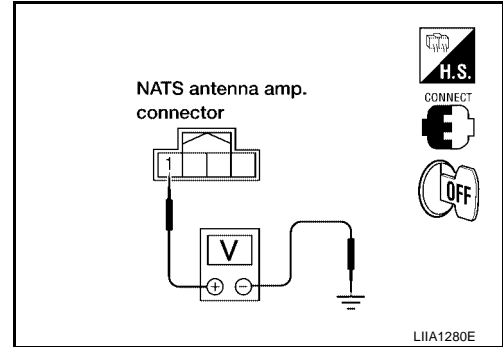 NATS antenna amp.
connector
1
V
+ −
H.S.
CONNECT
OFF
LIIA1280E